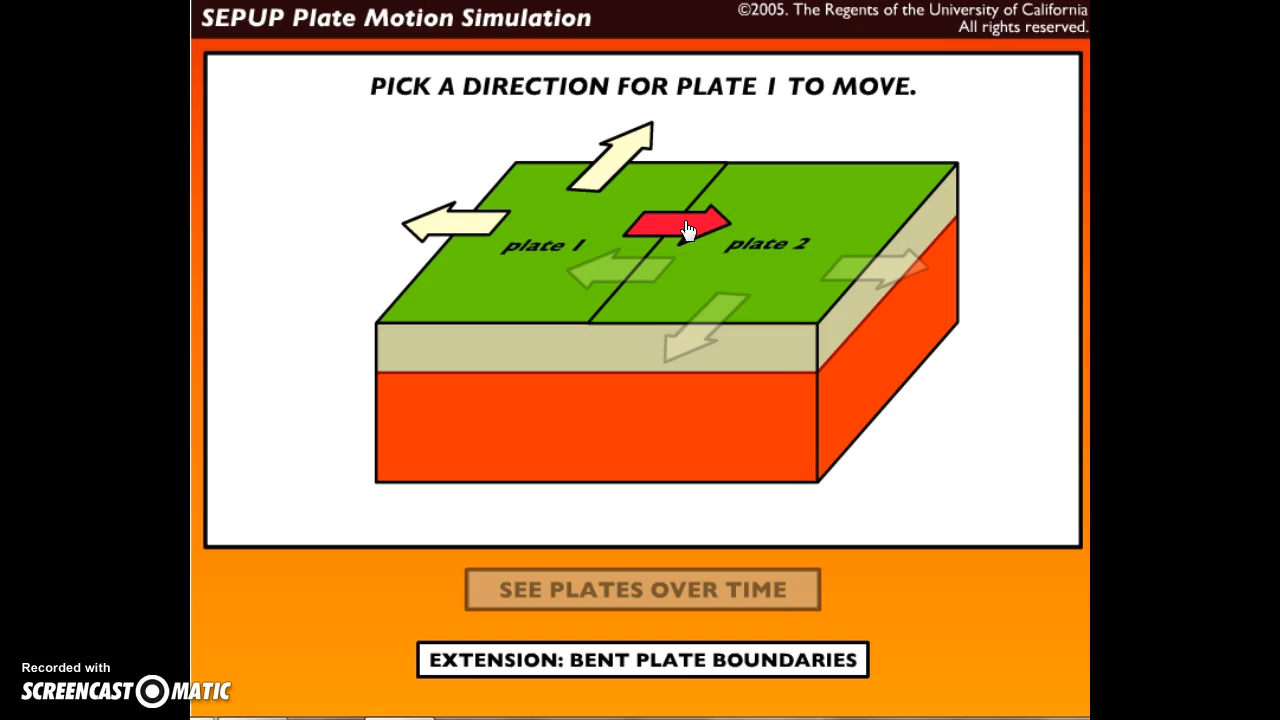 SEPUP Plate Motion Simulation
©2005. The Regents of the University of California
All rights reserved.
PICK A DIRECTION FOR PLATE 1 TO MOVE.
plate 1
plate 2
SEE PLATES OVER TIME
EXTENSION: BENT PLATE BOUNDARIES
Recorded with
SCREENCAST MATIC